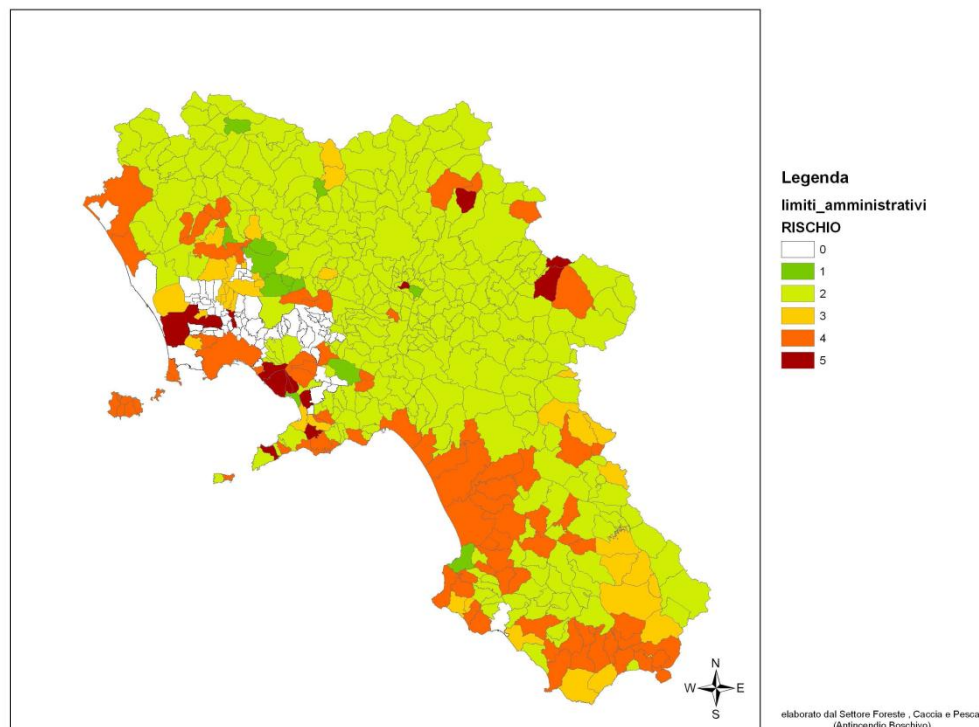 Legenda
limiti_amministrativi
RISCHIO
0
1
2
3
4
5
N
W E
S
elaborato dal Settore Foreste , Caccia e Pesca
(Antincendio Boschivo)